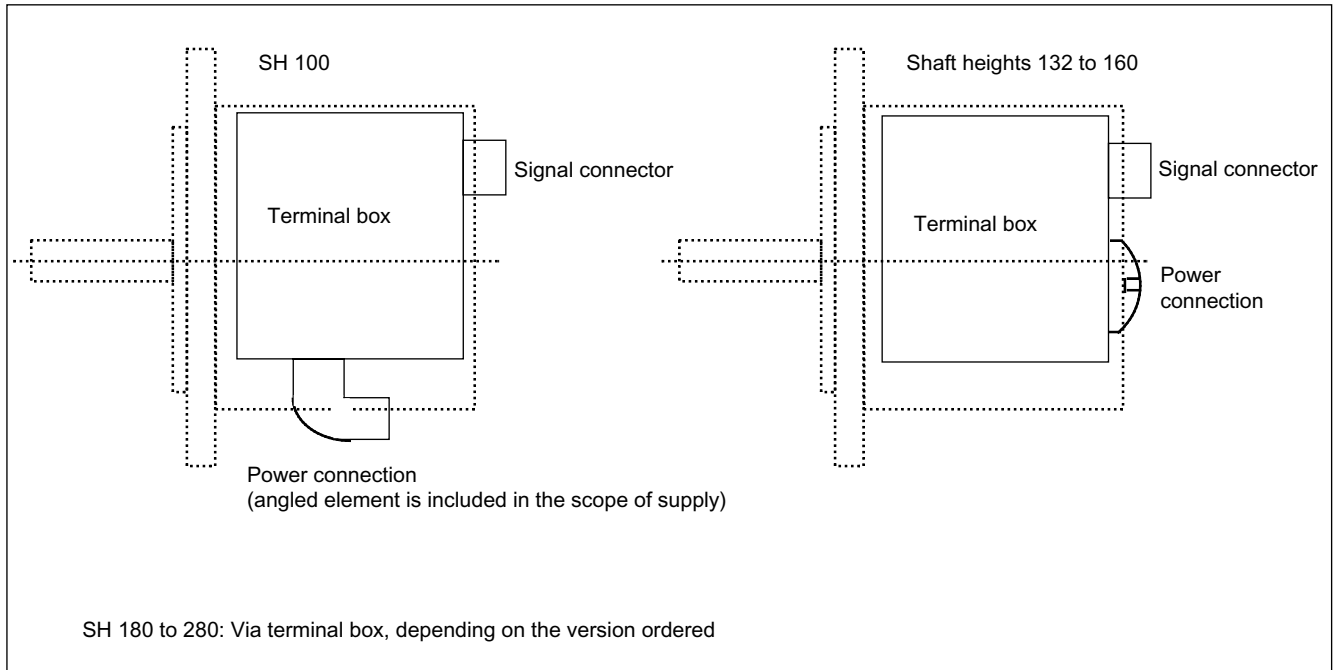 SH 100
Signal connector
Terminal box
Power connection
(angled element is included in the scope of supply)
Shaft heights 132 to 160
Signal connector
Terminal box
Power
connection
SH 180 to 280: Via terminal box, depending on the version ordered